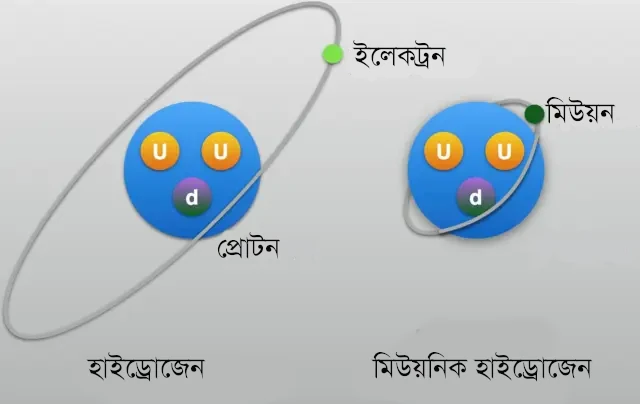 ইলেকট্রন
মিউয়ন
U U
U U
d
d
প্রোটন
হাইড্রোজেন
মিউয়নিক হাইড্রোজেন